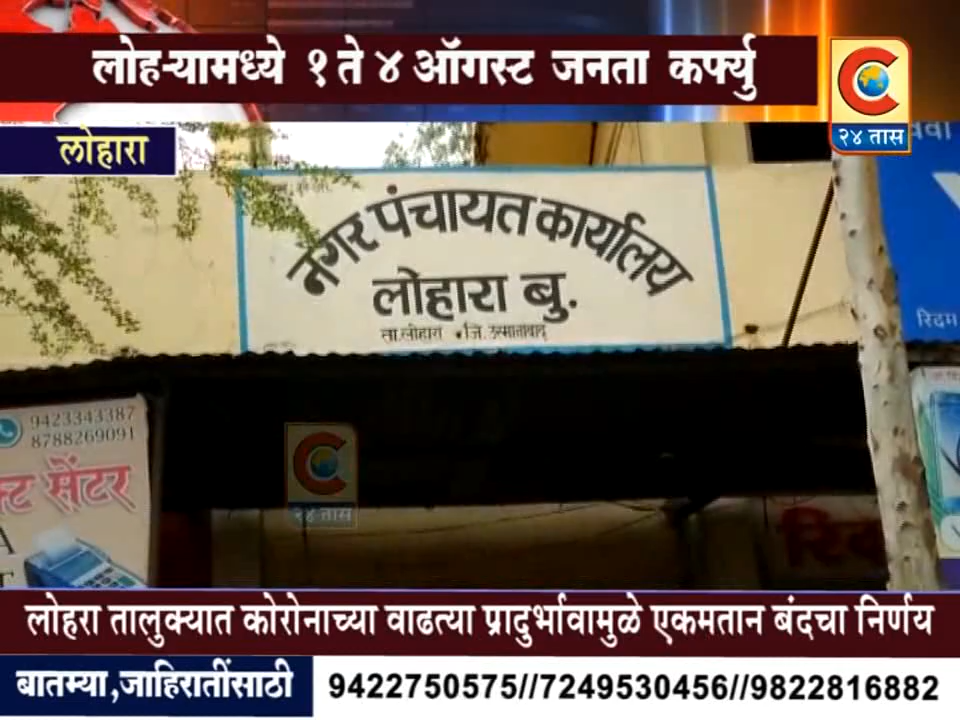 लोहऱ्यामध्ये १ ते ४ ऑगस्ट जनता कर्फ्यु
C
२४ तास
लोहारा
नगर पंचायत कार्यालय
लोहारा बु.
ता.लोहारा जि. उस्मानाबाद
रिदम
9423343387
8788269091
सेंटर
C
२४ तास
लोहरा तालुक्यात कोरोनाच्या वाढत्या प्रादुर्भावामुळे एकमतान बंदचा निर्णय
बातम्या,जाहिरातींसाठी
9422750575//7249530456//9822816882